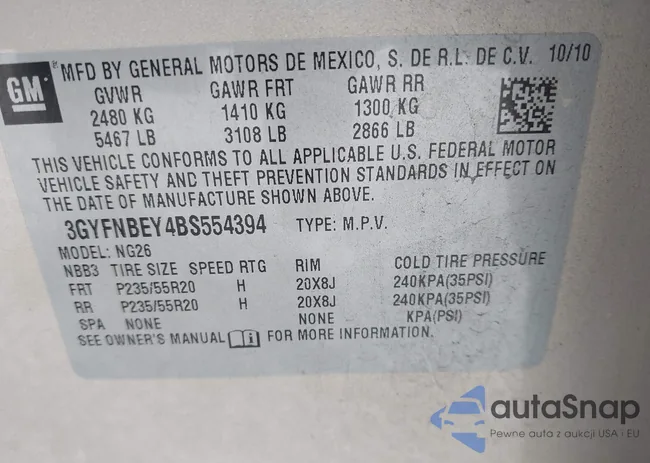 GM MFD BY GENERAL MOTORS DE MEXICO, S. DE R.L. DE C.V. 10/10
GVWR GAWR FRT GAWR RR
2480 KG 1410 KG 1300 KG
5467 LB 3108 LB 2866 LB
THIS VEHICLE CONFORMS TO ALL APPLICABLE U.S. FEDERAL MOTOR
VEHICLE SAFETY AND THEFT PREVENTION STANDARDS IN EFFECT ON
THE DATE OF MANUFACTURE SHOWN ABOVE.
3GYFNBEY4BS554394 TYPE: M.P.V.
MODEL: NG26
NBB3 TIRE SIZE SPEED RTG RIM COLD TIRE PRESSURE
FRT P235/55R20 H 20X8J 240KPA(35PSI)
RR P235/55R20 H 20X8J 240KPA(35PSI)
SPA NONE NONE KPA(PSI)
SEE OWNER'S MANUAL FOR MORE INFORMATION.
autaSnap
Pewne auta z aukcji USA i EU